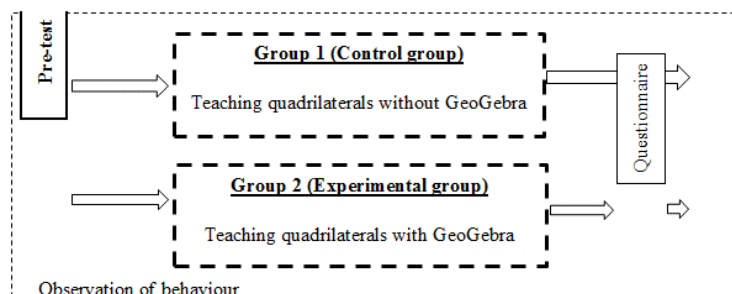 Pre-test
Group 1 (Control group)
Teaching quadrilaterals without GeoGebra
Questionnaire
Group 2 (Experimental group)
Teaching quadrilaterals with GeoGebra
Observation of behaviour